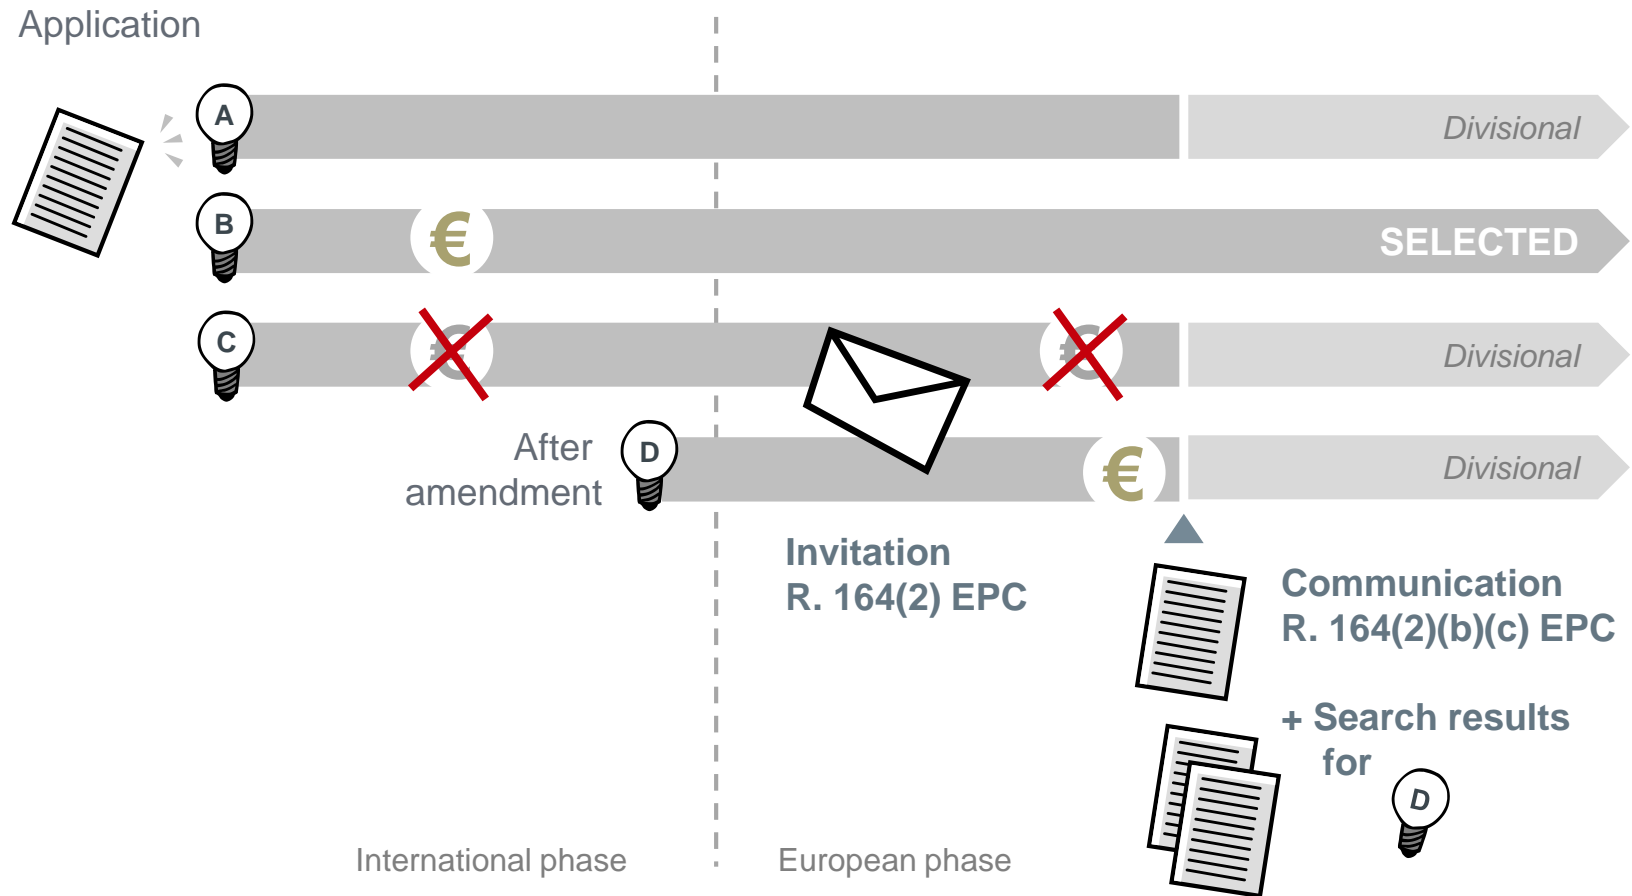 Application
A
Divisional
B
€
SELECTED
C
€
€
Divisional
After
amendment
D
€
Divisional
Invitation
R. 164(2) EPC
Communication
R. 164(2)(b)(c) EPC
+ Search results
for
D
International phase
European phase